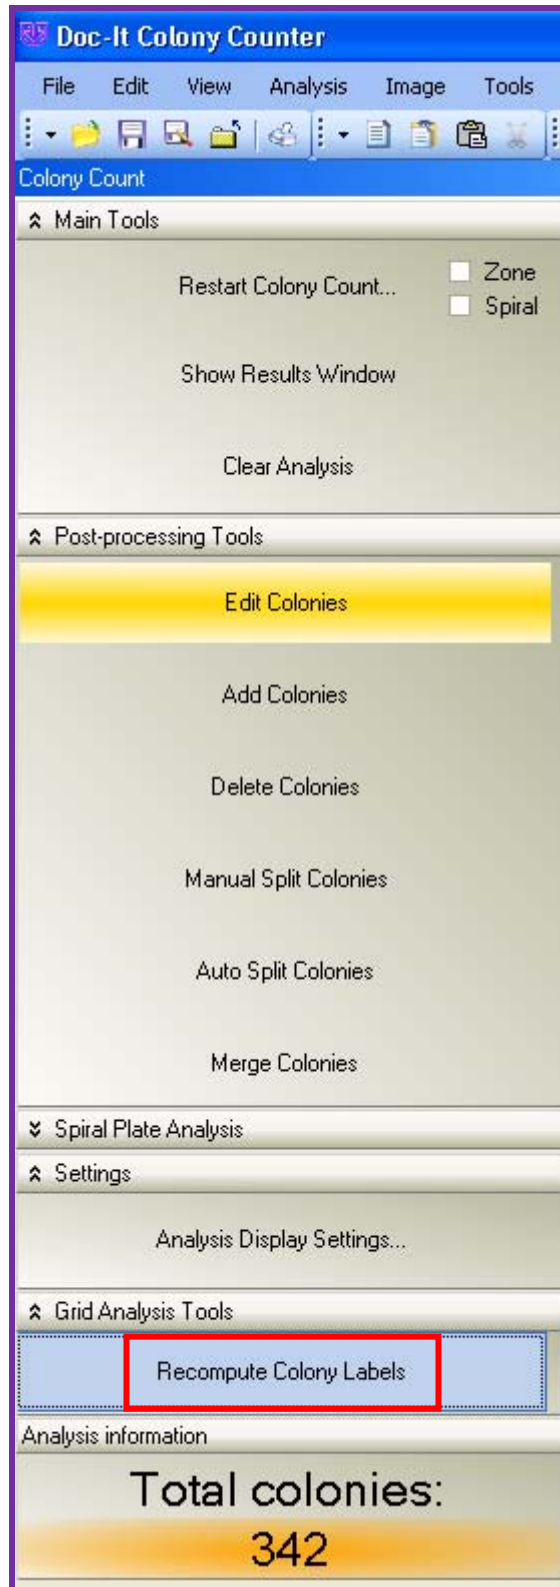 Doc-It Colony Counter
File Edit View Analysis Image Tools
Colony Count
Main Tools
Restart Colony Count...
Zone
Spiral
Show Results Window
Clear Analysis
Post-processing Tools
Edit Colonies
Add Colonies
Delete Colonies
Manual Split Colonies
Auto Split Colonies
Merge Colonies
Spiral Plate Analysis
Settings
Analysis Display Settings...
Grid Analysis Tools
Recompute Colony Labels
Analysis information
Total colonies:
342